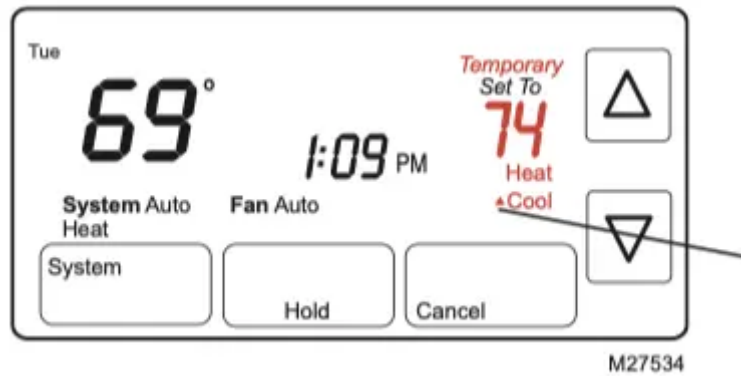 Tue
69°
1:09 PM
Temporary
Set To
74
Heat
▲Cool
System Auto
Heat
Fan Auto
System
Hold
Cancel
M27534